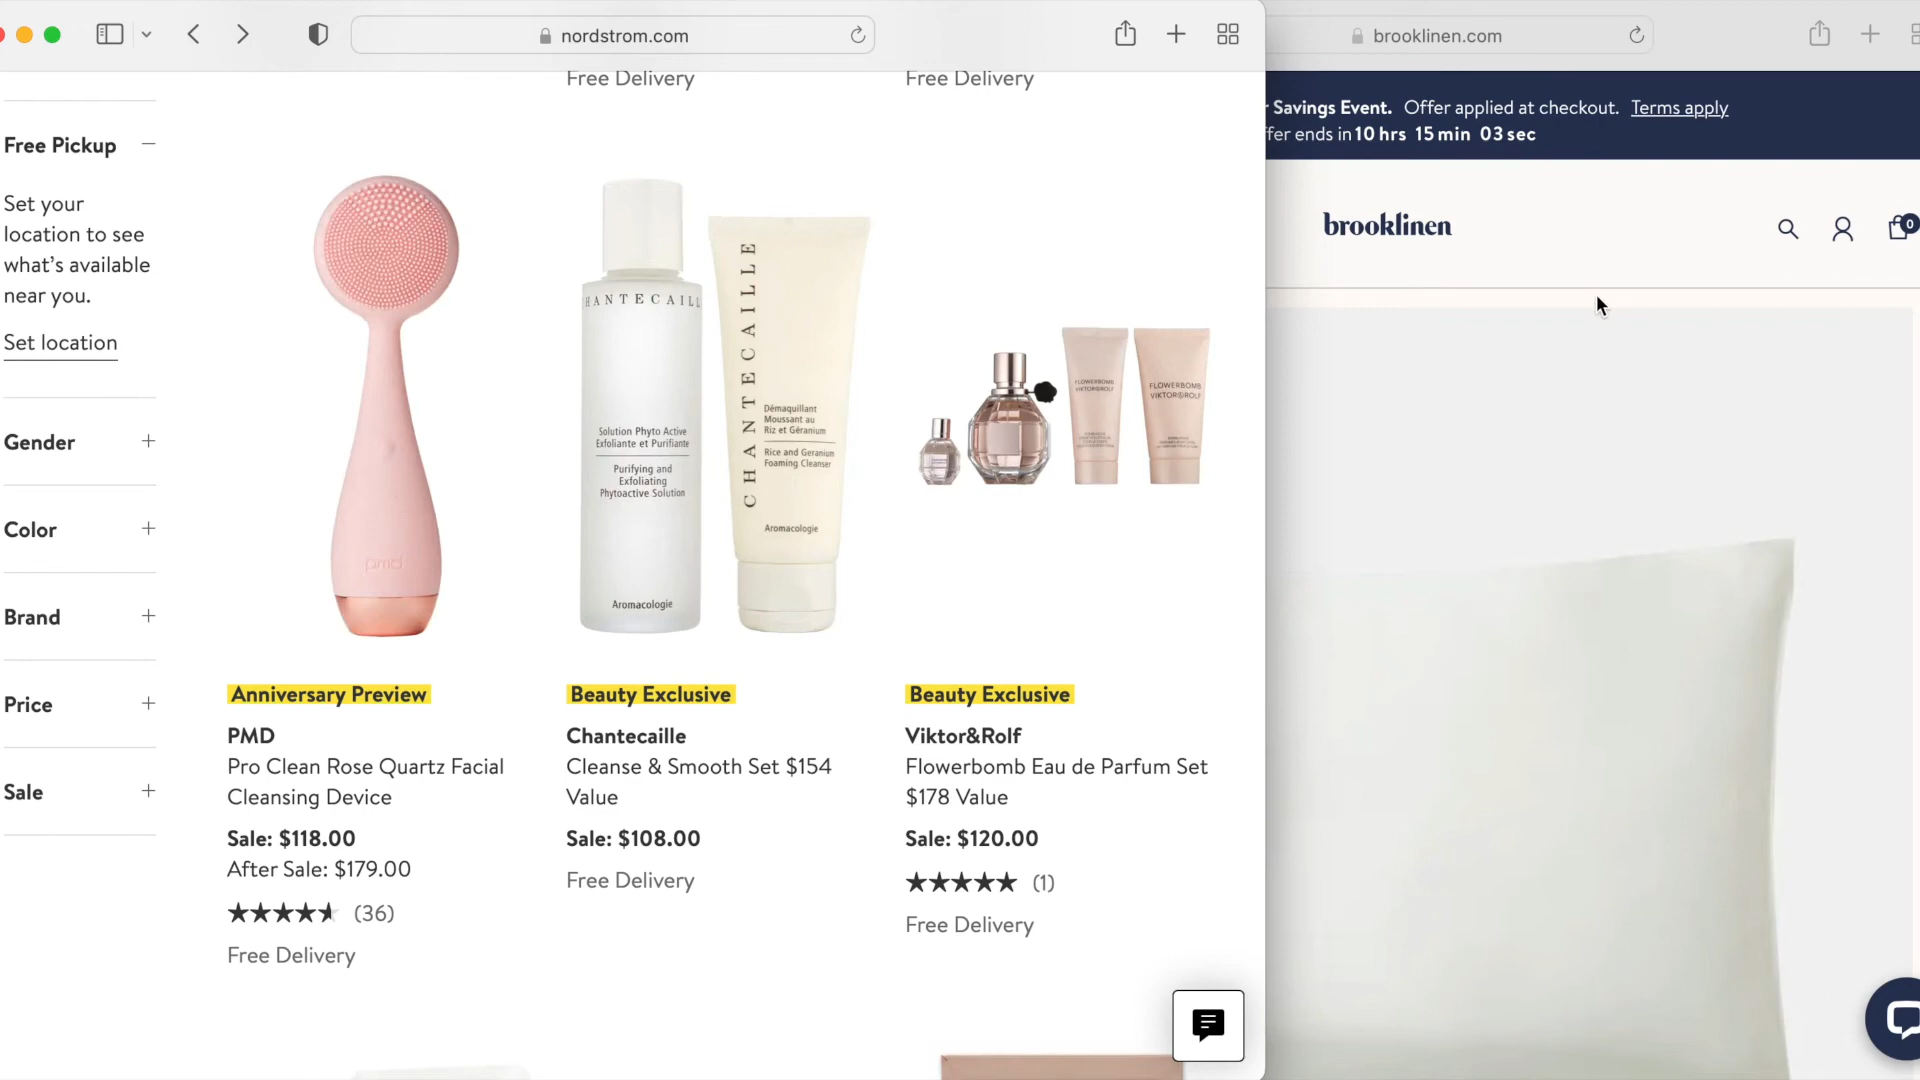 nordstrom.com
brooklinen.com
Free Delivery
Free Delivery
Free Pickup
Set your
location to see
what's available
near you.
Set location
Gender
Color
Brand
Price
Sale
HANTECAILL
Solution Phyto Active
Exfoliante et Purifiante
Purifying and
Exfoliating
Phytoactive Solution
Aromacologie
CHANTECAILLE
Démaquillant
Moussant au
Riz et Géranium
Rice and Geranium
Foaming Cleanser
Aromacologie
FLOWERBOMB
VIKTOR&ROLF
FLOWERBOMB
VIKTOR&ROLF
pmd
Anniversary Preview
PMD
Pro Clean Rose Quartz Facial
Cleansing Device
Sale: $118.00
After Sale: $179.00
(36)
Free Delivery
Beauty Exclusive
Chantecaille
Cleanse & Smooth Set $154
Value
Sale: $108.00
Free Delivery
Beauty Exclusive
Viktor&Rolf
Flowerbomb Eau de Parfum Set
$178 Value
Sale: $120.00
(1)
Free Delivery
Savings Event. Offer applied at checkout. Terms apply
ffer ends in 10 hrs 15 min 03 sec
brooklinen
0